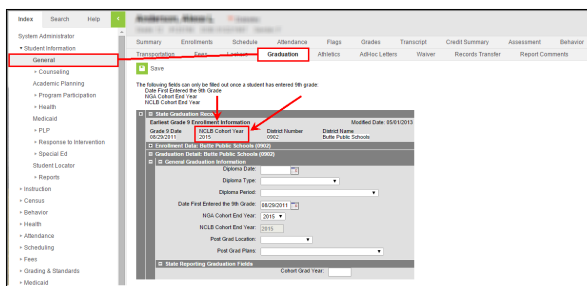 Index Search Help
System Administrator
Student Information
General
Counseling
Academic Planning
Program Participation
Health
Medicaid
PLP
Response to Intervention
Special Ed
Student Locator
Reports
Instruction
Census
Behavior
Health
Attendance
Scheduling
Fees
Grading & Standards
Medicaid
Summary Enrollments Schedule Attendance Flags Grades Transcript Credit Summary Assessment Behavior
Transportation Fees Graduation Athletics AdHoc Letters Waiver Records Transfer Report Comments
Save
The following fields can only be filled out once a student has entered 9th grade:
Date First Entered the 9th Grade
NGA Cohort End Year
NCLB Cohort End Year
State Graduation
Earliest Grade 9 Enrollment Information Modified Date: 05/01/2013
Grade 9 Date NCLB Cohort Year District Number District Name
08/29/2011 2015 0902 Butte Public Schools
Enrollment Data: Butte Public Schools (0902)
Graduation Detail: Butte Public Schools (0902)
General Graduation Information
Diploma Date:
Diploma Type:
Diploma Period:
Date First Entered the 9th Grade: 08/29/2011
NGA Cohort End Year: 2015
NCLB Cohort End Year: 2015
Post Grad Location:
Post Grad Plans:
State Reporting Graduation Fields
Cohort Grad Year: